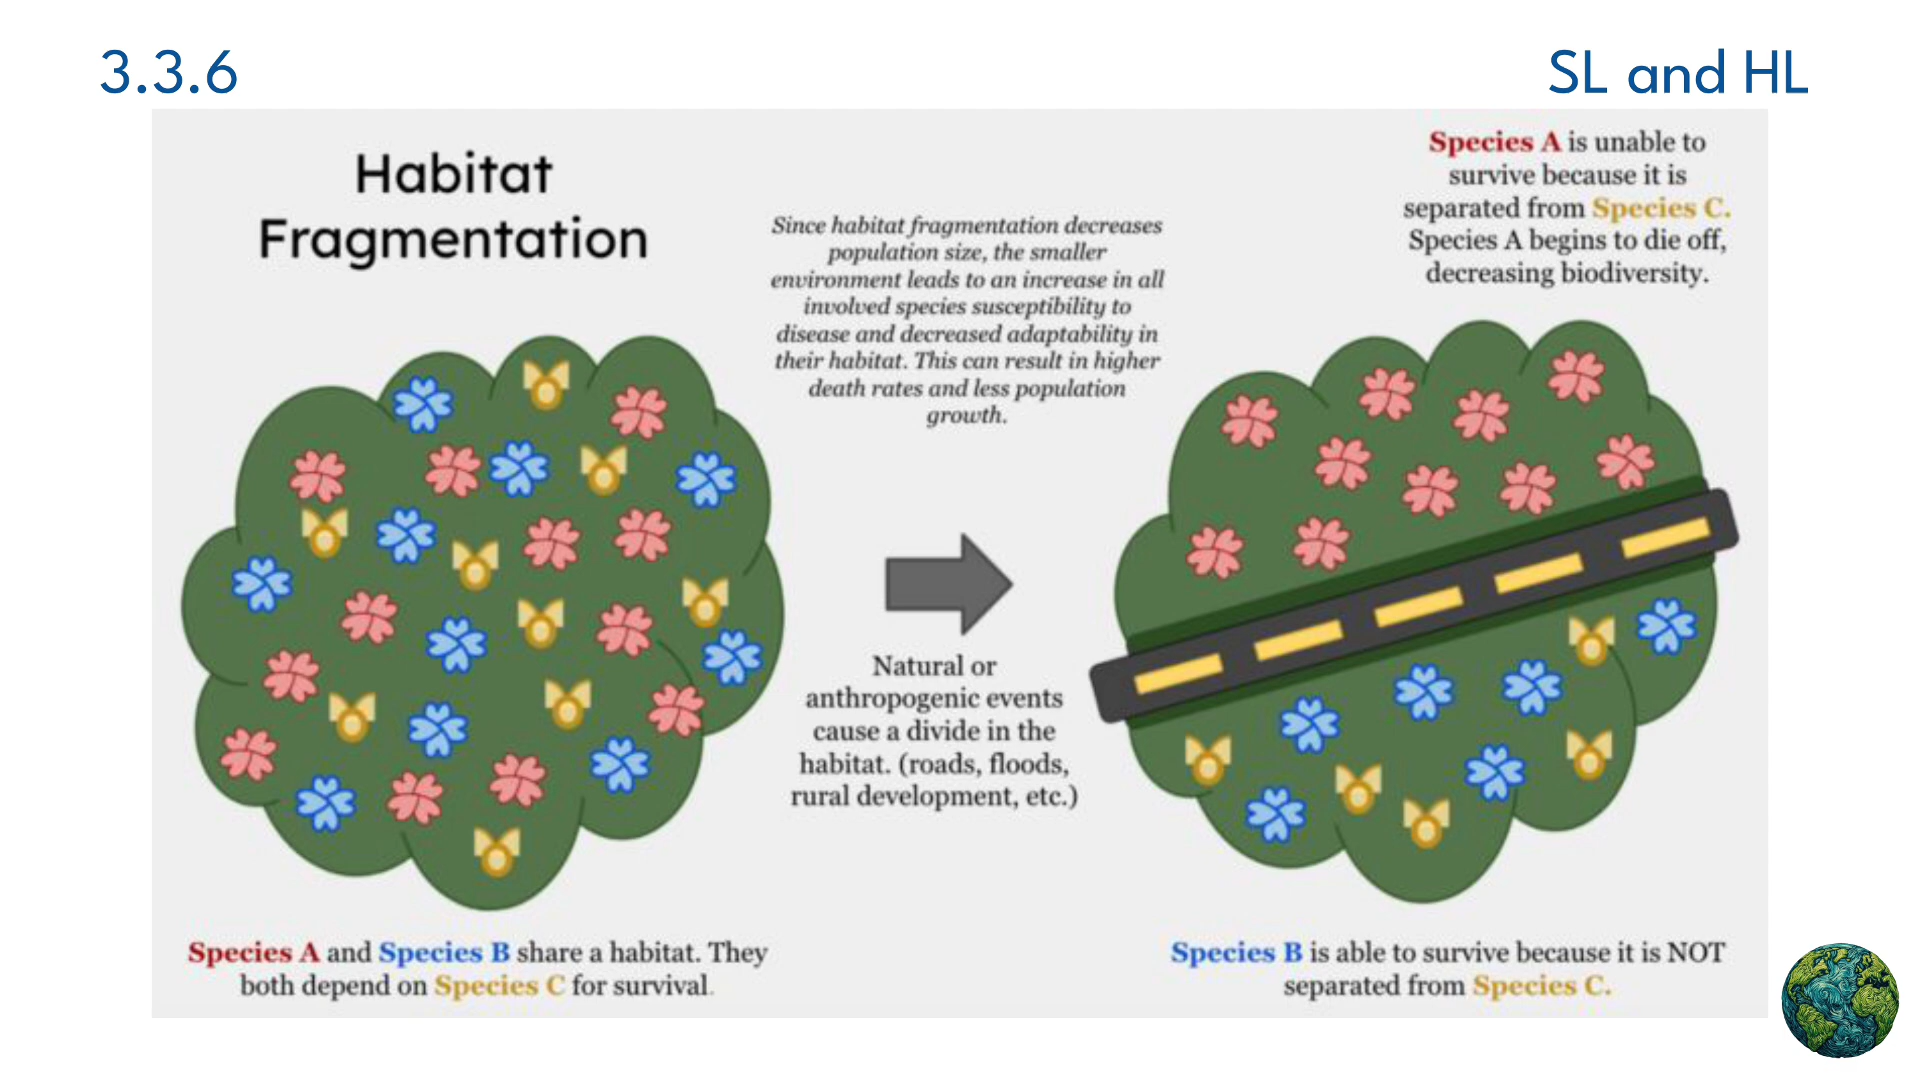 3.3.6
SL and HL
Habitat
Fragmentation
Since habitat fragmentation decreases
population size, the smaller
environment leads to an increase in all
involved species susceptibility to
disease and decreased adaptability in
their habitat. This can result in higher
death rates and less population
growth.
Species A is unable to
survive because it is
separated from Species C.
Species A begins to die off,
decreasing biodiversity.
Natural or
anthropogenic events
cause a divide in the
habitat. (roads, floods,
rural development, etc.)
Species A and Species B share a habitat. They
both depend on Species C for survival.
Species B is able to survive because it is NOT
separated from Species C.